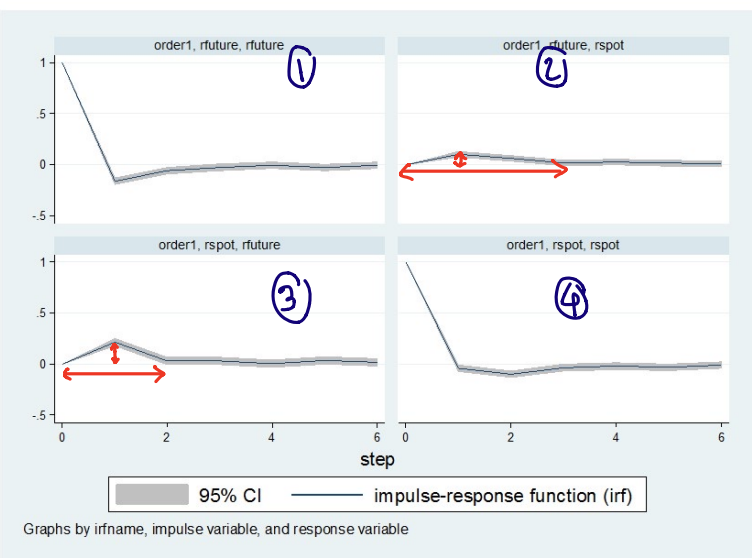 order1, rfuture, rfuture
①
order1, rfuture, rspot
②
1
.5
0
-.5
order1, rspot, rfuture
③
order1, rspot, rspot
④
1
.5
0
-.5
0 2 4 6 0 2 4 6
step
95% CI impulse-response function (irf)
Graphs by irfname, impulse variable, and response variable